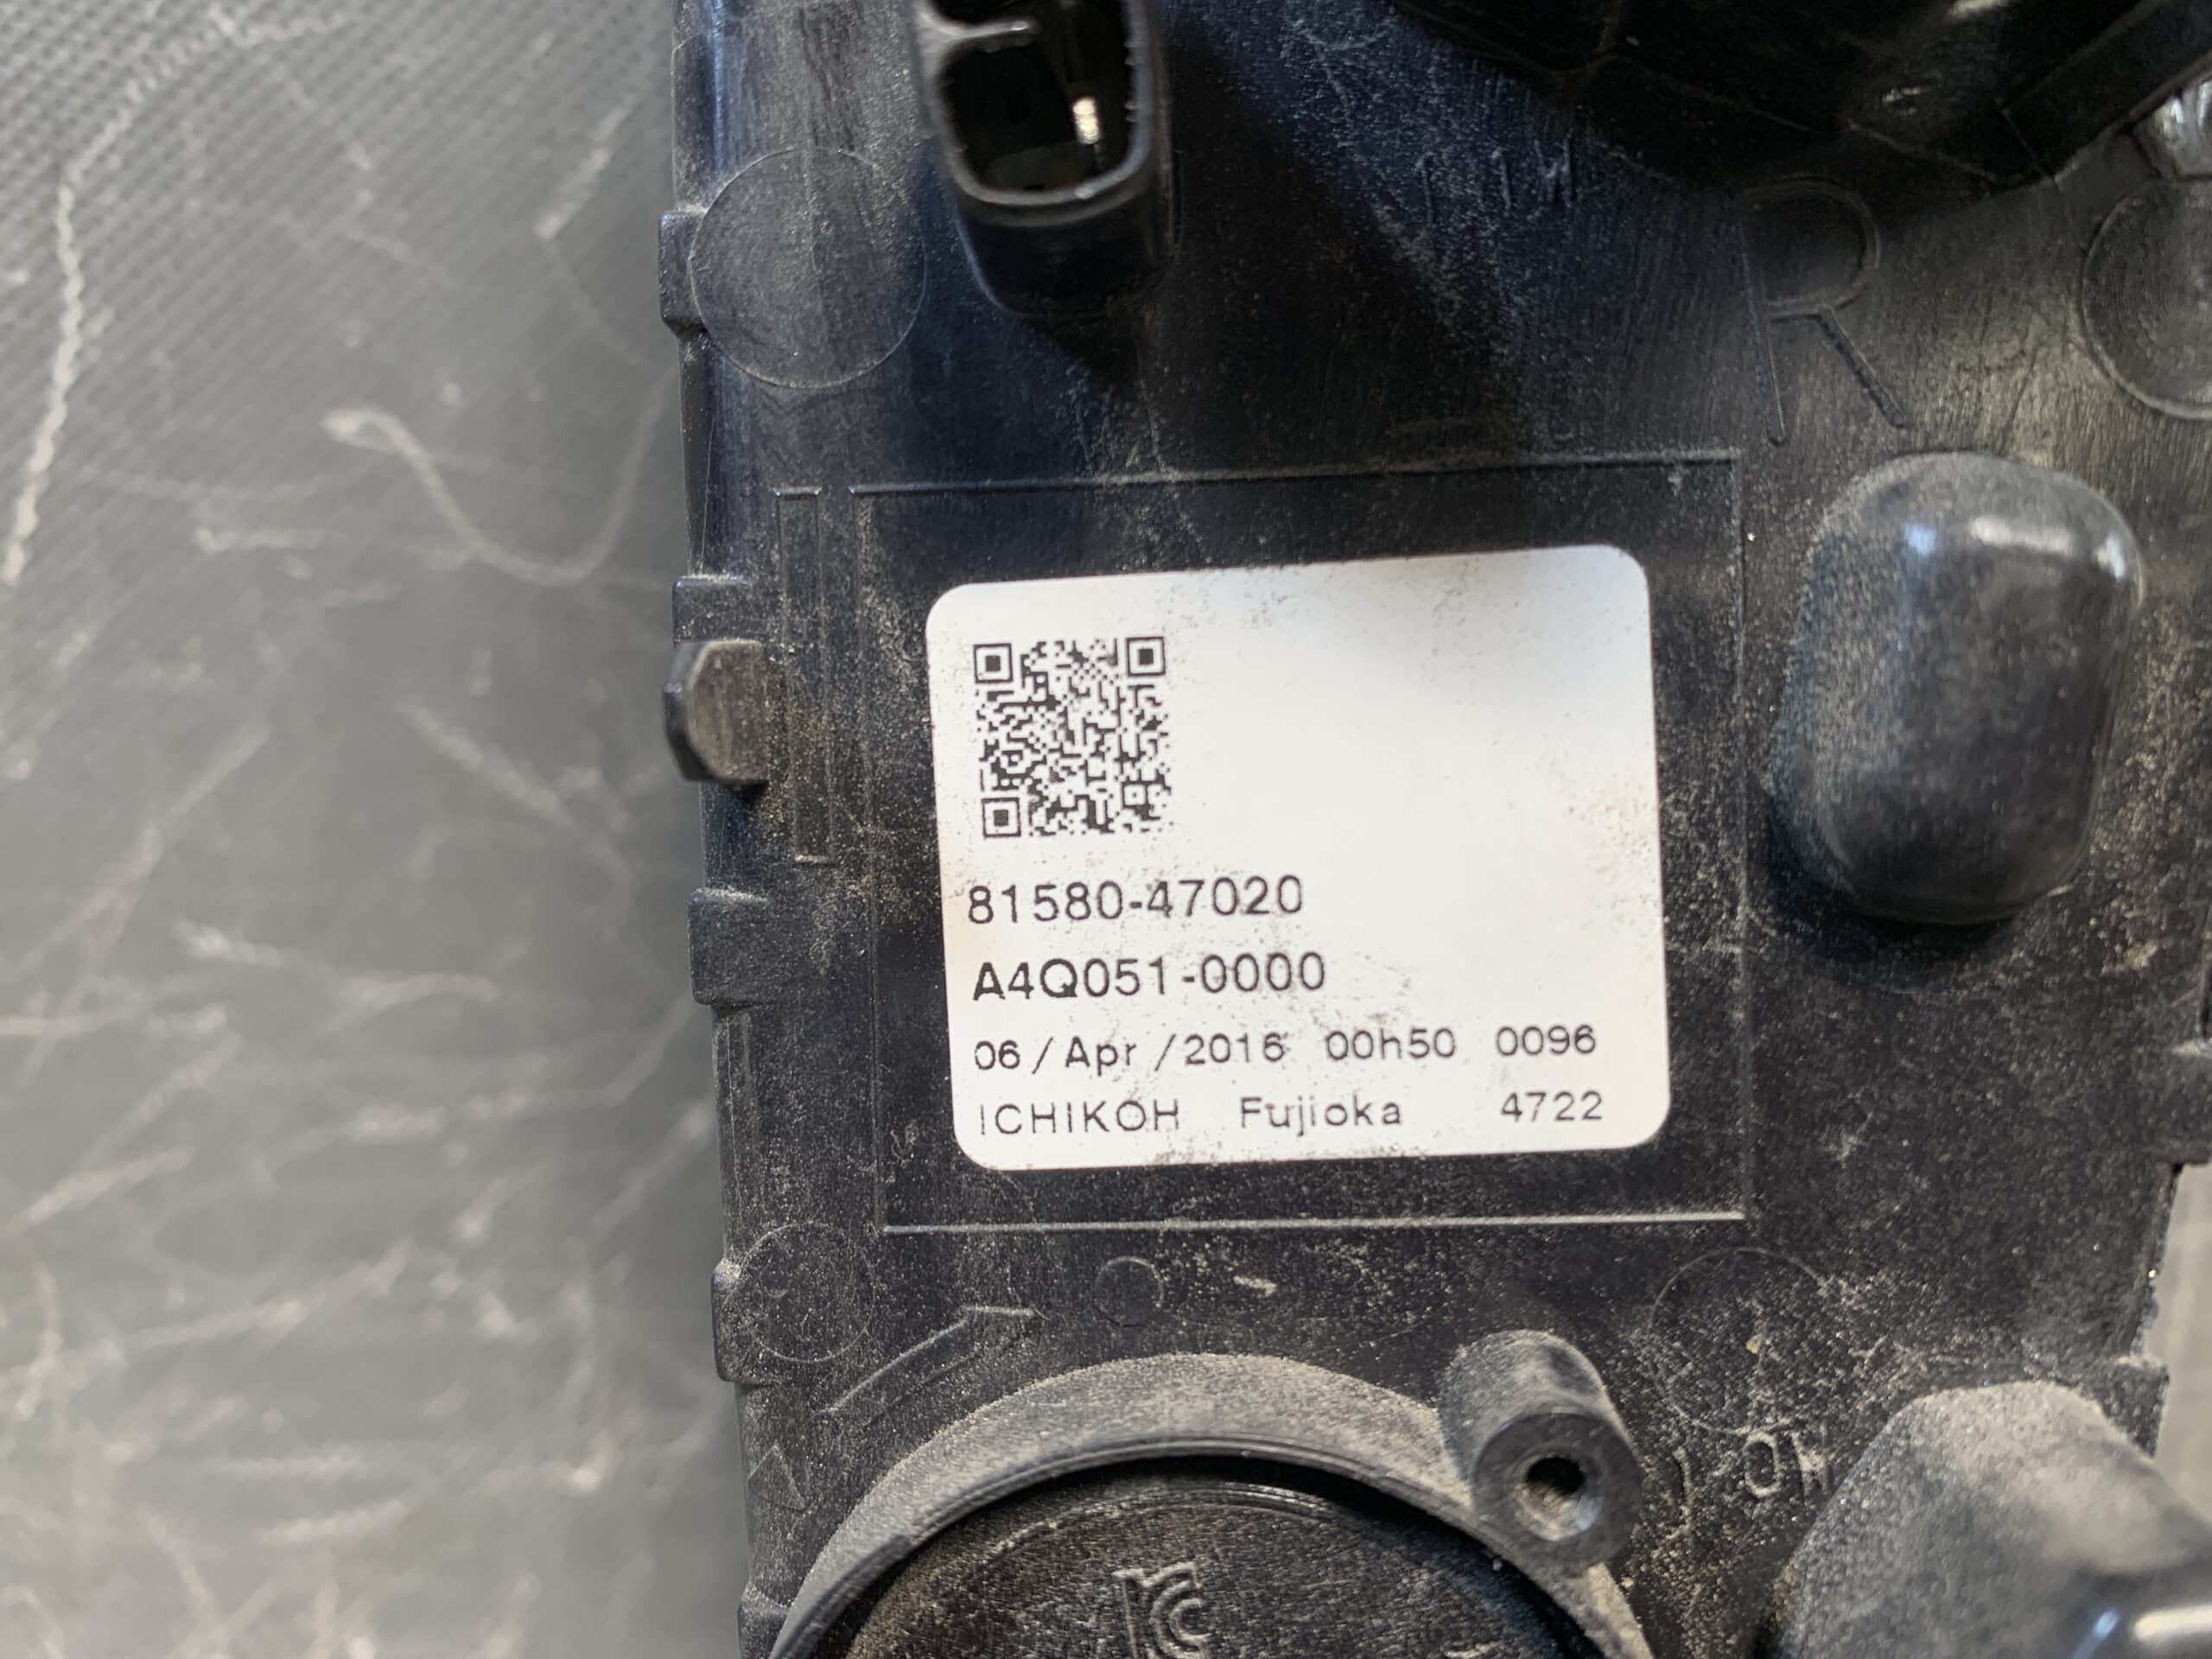 R
81580-47020
A4Q051-0000
06/Apr/2016 00h50 0096
ICHIKOH Fujioka 4722